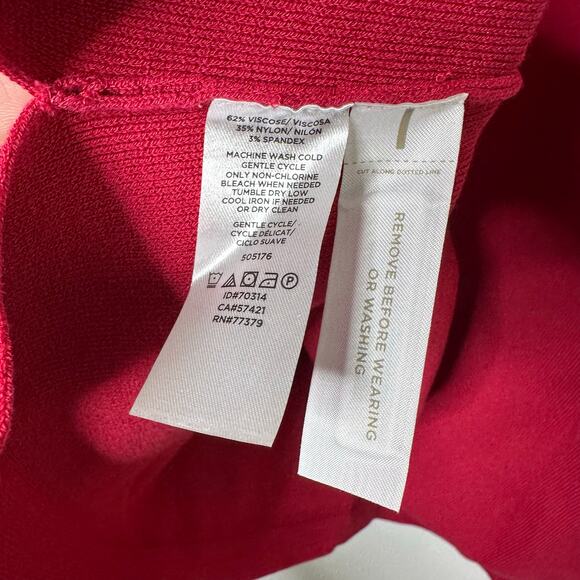 62% VISCOSE/ VISCOSA
35% NYLON/ NILÓN
3% SPANDEX
MACHINE WASH COLD
GENTLE CYCLE
ONLY NON-CHLORINE
BLEACH WHEN NEEDED
TUMBLE DRY LOW
COOL IRON IF NEEDED
OR DRY CLEAN
GENTLE CYCLE/
CYCLE DÉLICAT/
CICLO SUAVE
505176
ID#70314
CA#57421
RN#77379
CUT ALONG DOTTED LINE
REMOVE BEFORE WEARING
OR WASHING